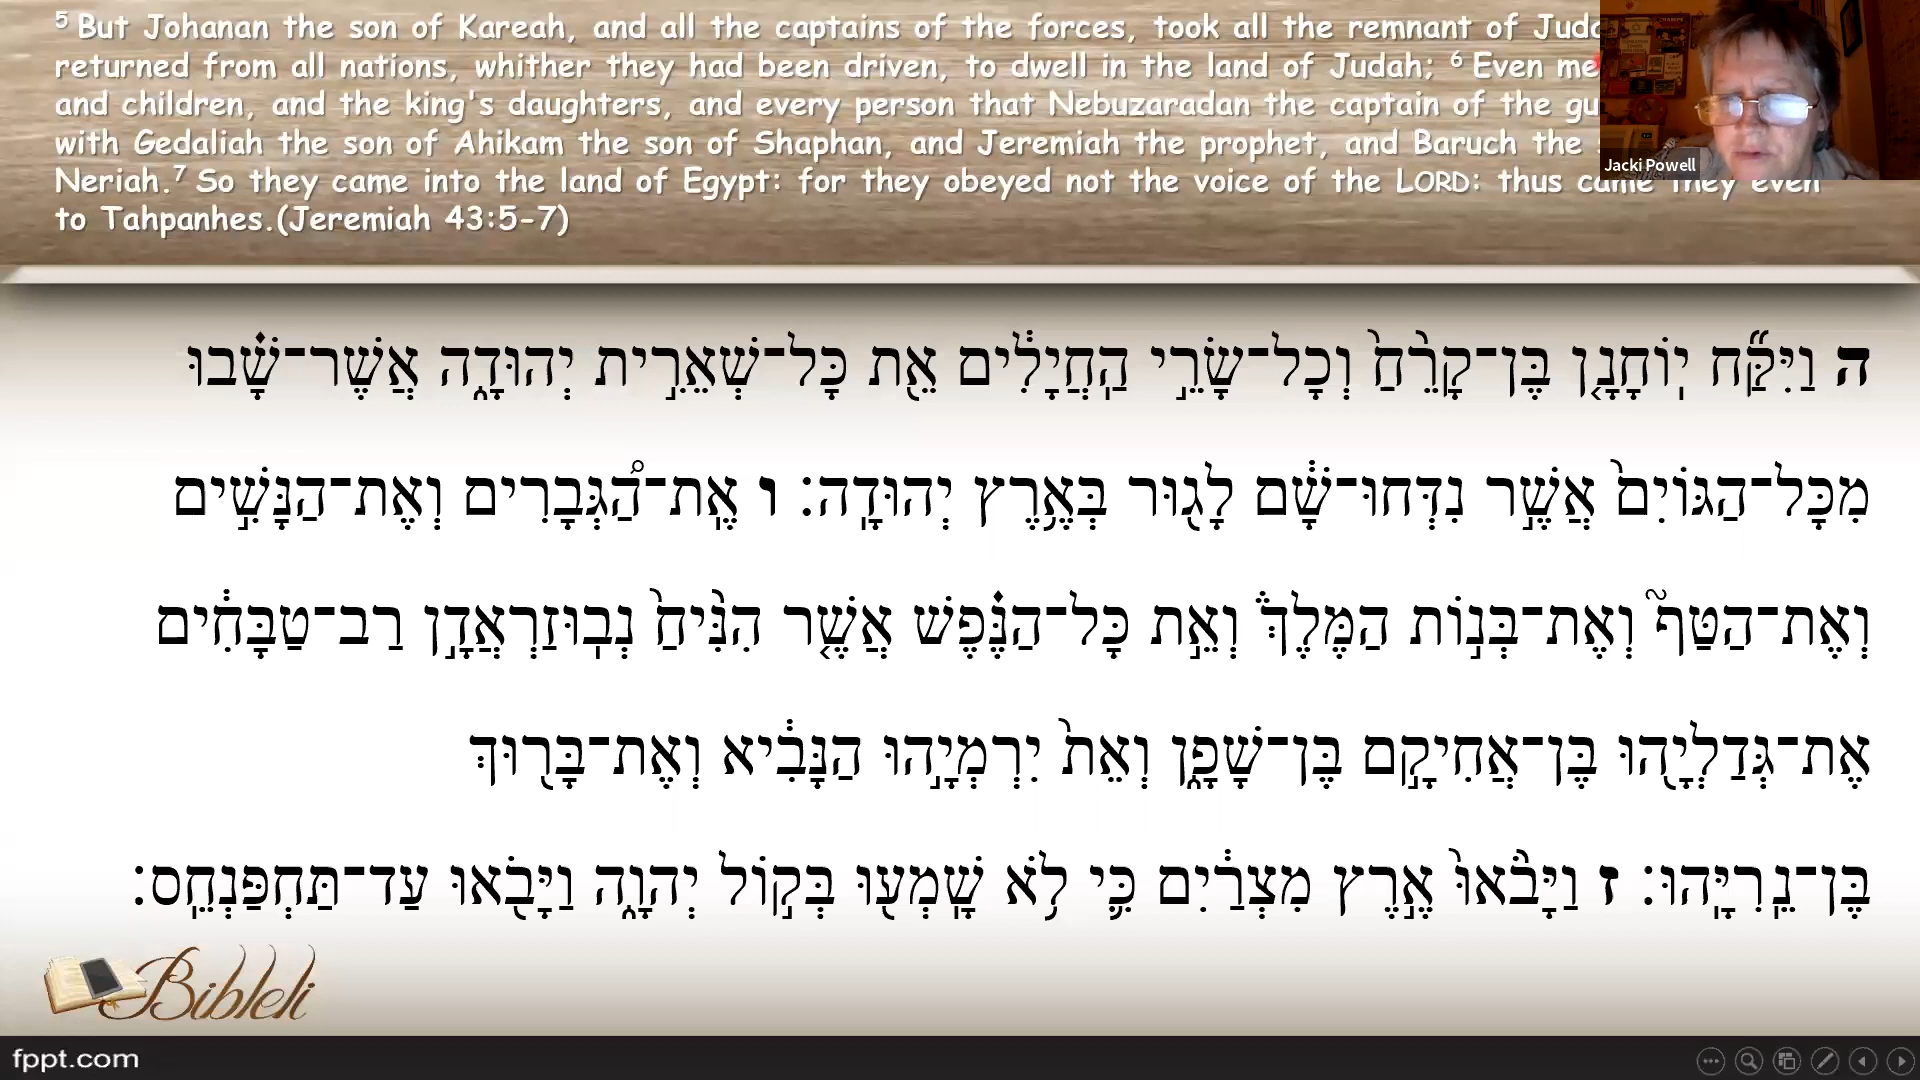 ⁵ But Johanan the son of Kareah, and all the captains of the forces, took all the remnant of
returned from all nations, whither they had been driven, to dwell in the land of Judah; ⁶ Even
and children, and the king's daughters, and every person that Nebuzaradan the captain of the
with Gedaliah the son of Ahikam the son of Shaphan, and Jeremiah the prophet, and Baruch the
Neriah.⁷ So they came into the land of Egypt: for they obeyed not the voice of the LORD: thus came they even
to Tahpanhes.(Jeremiah 43:5-7)
Jacki Powell
ה וַיִּקַּ֞ח יֽוֹחָנָ֤ן בֶּן־קָרֵ֙חַ֙ וְכָל־שָׂרֵ֣י הַֽחֲיָלִ֔ים אֵ֖ת כָּל־שְׁאֵרִ֣ית יְהוּדָ֑ה אֲשֶׁר־שָׁ֗בוּ
מִכָּל־הַגּוֹיִם֙ אֲשֶׁ֣ר נִדְּחוּ־שָׁ֔ם לָג֖וּר בְּאֶ֥רֶץ יְהוּדָֽה׃ ו אֶֽת־הַ֠גְּבָרִים וְאֶת־הַנָּשִׁ֣ים
וְאֶת־הַטַּף֮ וְאֶת־בְּנ֣וֹת הַמֶּלֶךְ֒ וְאֵ֣ת כָּל־הַנֶּ֗פֶשׁ אֲשֶׁ֤ר הִנִּ֙יחַ֙ נְבֽוּזַרְאֲדָ֣ן רַב־טַבָּחִ֔ים
אֶת־גְּדַלְיָ֖הוּ בֶּן־אֲחִיקָ֣ם בֶּן־שָׁפָ֑ן וְאֵת֙ יִרְמְיָ֣הוּ הַנָּבִ֔יא וְאֶת־בָּר֖וּךְ
בֶּן־נֵֽרִיָּֽהוּ׃ ז וַיָּבֹ֙אוּ֙ אֶ֣רֶץ מִצְרַ֔יִם כִּ֛י לֹ֥א שָֽׁמְע֖וּ בְּק֣וֹל יְהוָ֑ה וַיָּבֹ֖אוּ עַד־תַּחְפַּנְחֵֽס׃
Bibleli
fppt.com